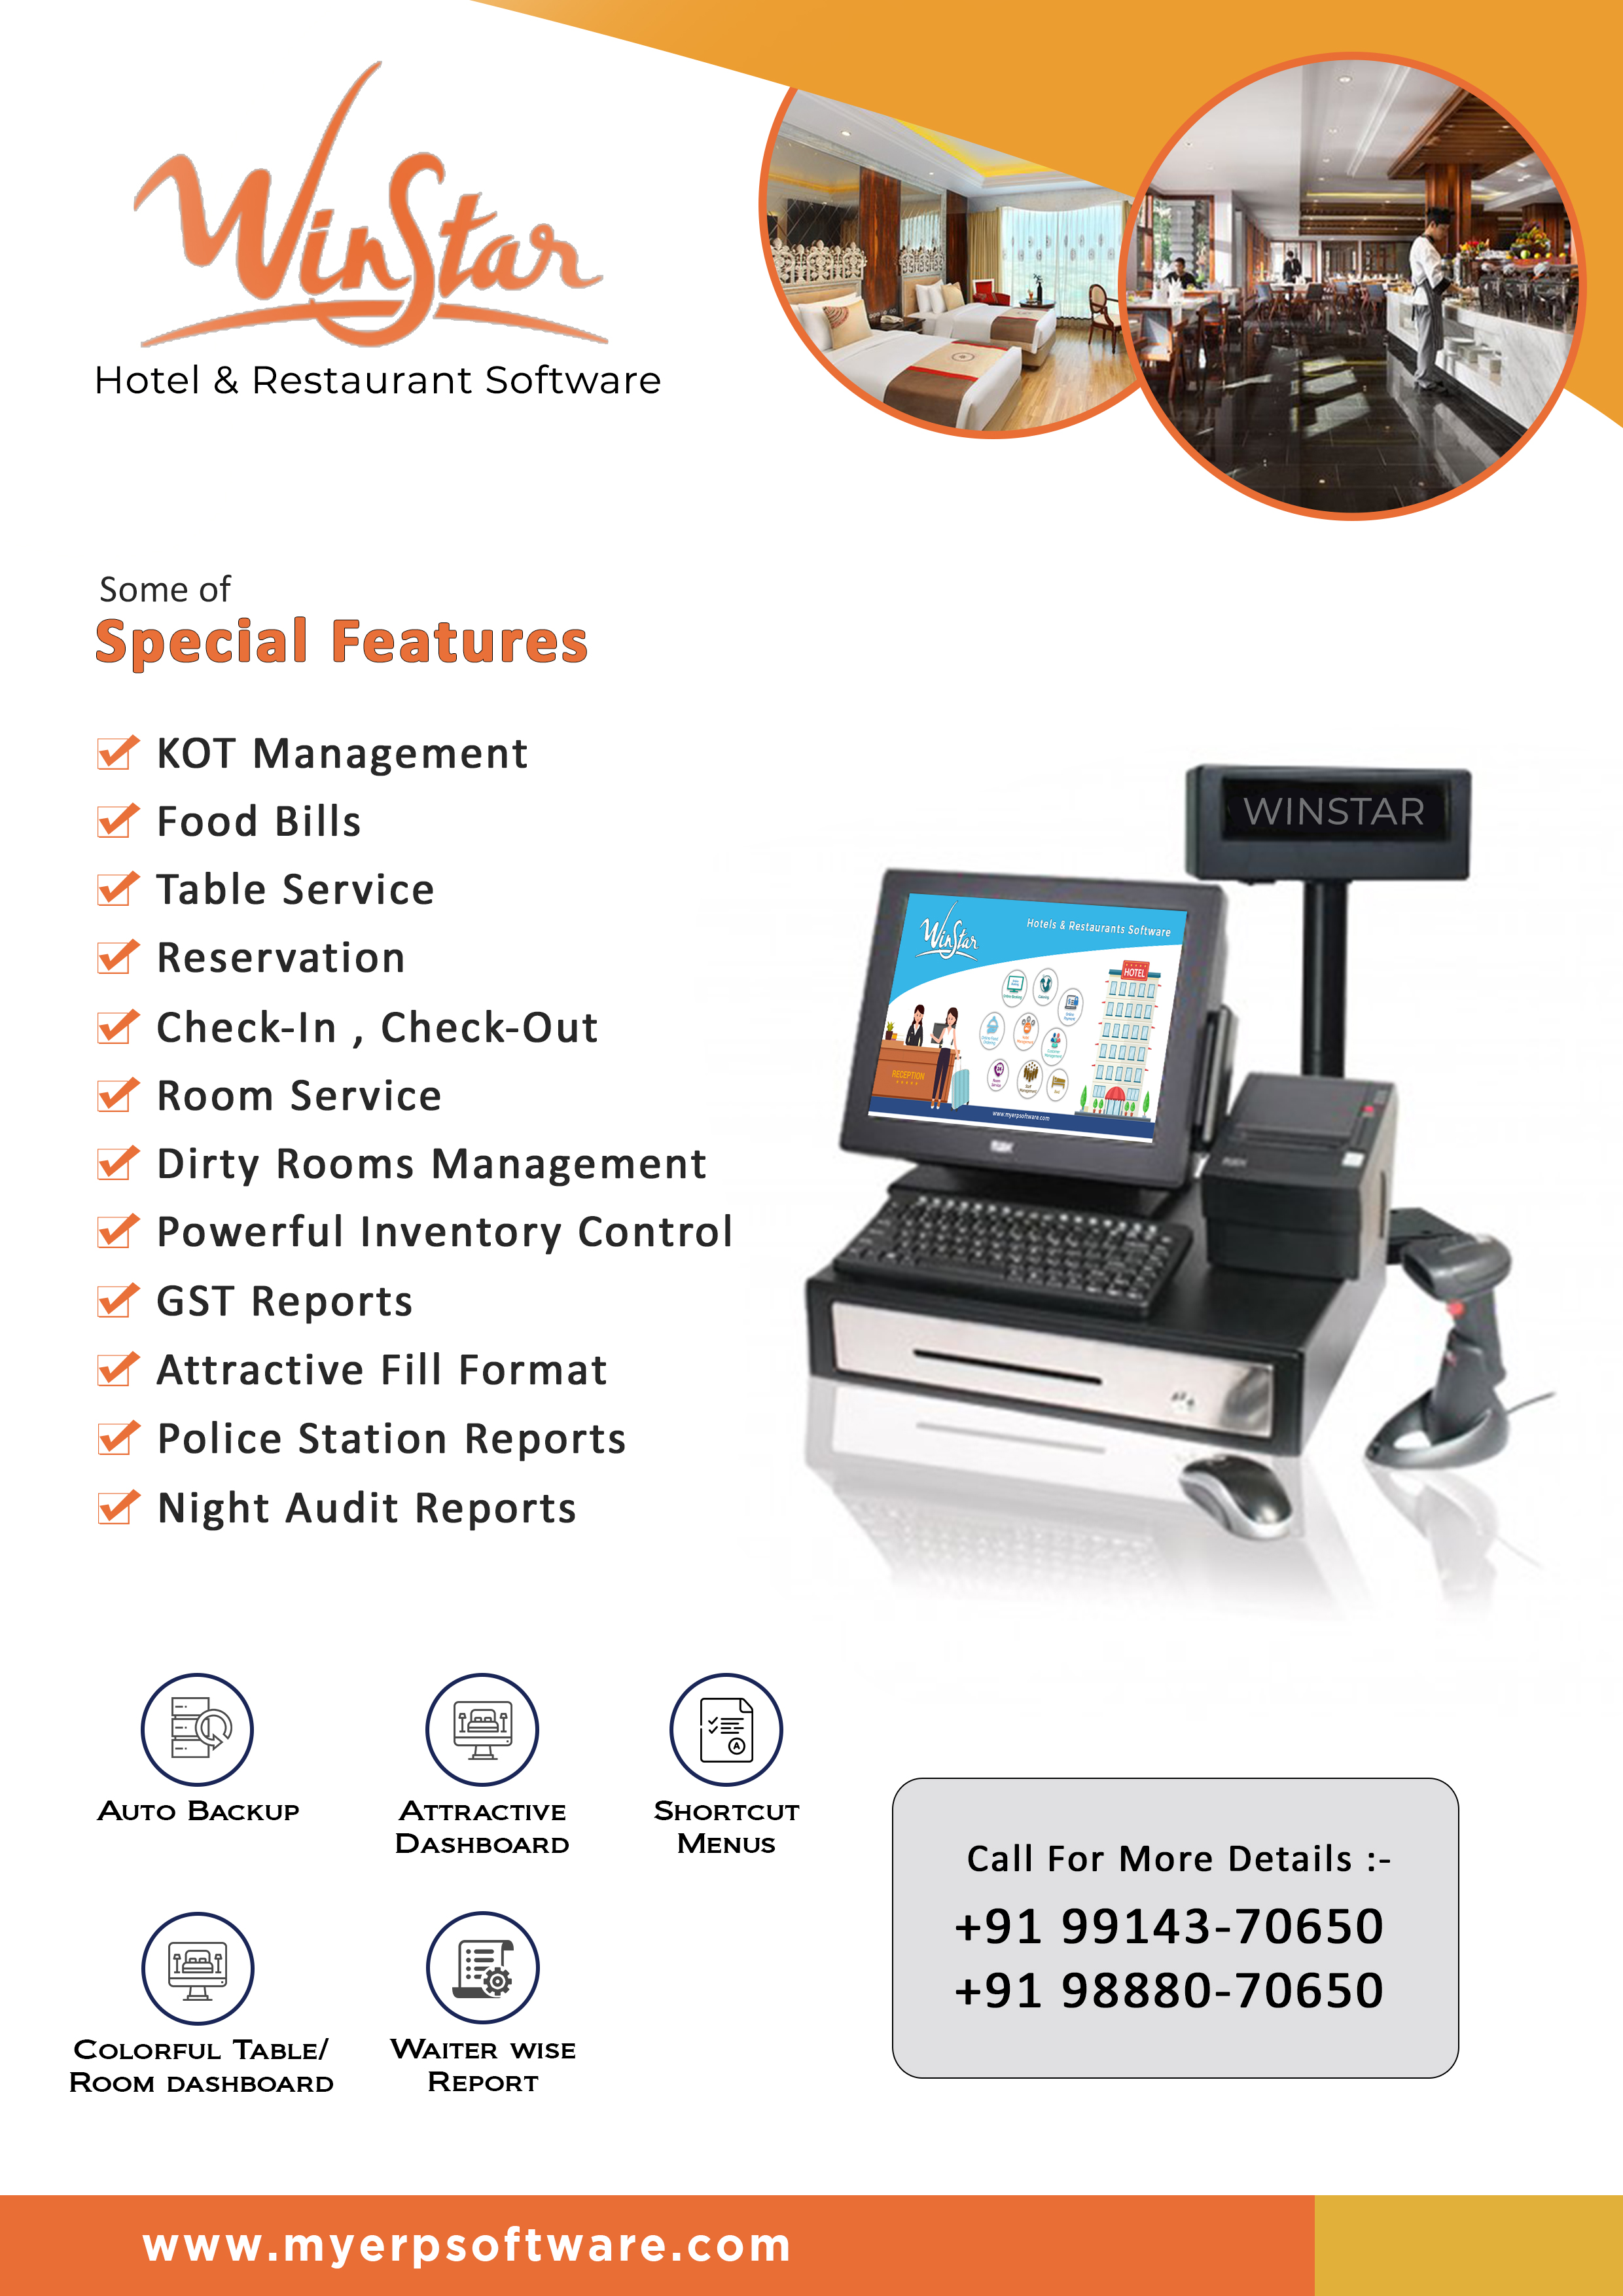 WinStar
Hotel & Restaurant Software
Some of
Special Features
KOT Management
Food Bills
Table Service
Reservation
Check-In , Check-Out
Room Service
Dirty Rooms Management
Powerful Inventory Control
GST Reports
Attractive Fill Format
Police Station Reports
Night Audit Reports
WINSTAR
WinStar
Hotels & Restaurants Software
HOTEL
RECEPTION
www.myerpsoftware.com
Auto Backup
Attractive
Dashboard
Shortcut
Menus
Colorful Table/
Room dashboard
Waiter wise
Report
Call For More Details :-
+91 99143-70650
+91 98880-70650
www.myerpsoftware.com